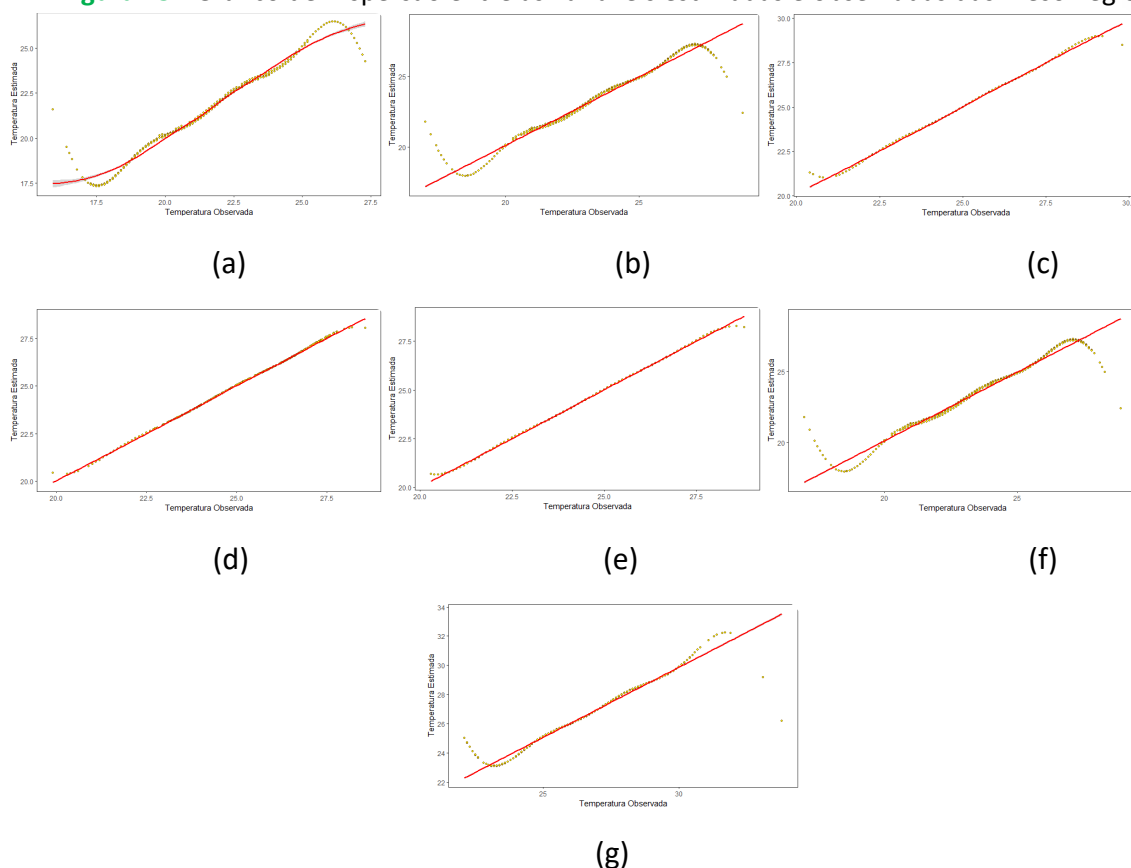 25.0
22.5
20.0
17.5
Temperatura Estimada
17.5 20.0 22.5 25.0 27.5
Temperatura Observada
(a)
25
20
Temperatura Estimada
20 25
Temperatura Observada
(b)
30.0
27.5
25.0
22.5
20.0
Temperatura Estimada
20.0 22.5 25.0 27.5
Temperatura Observada
(c)
27.5
25.0
22.5
20.0
Temperatura Estimada
20.0 22.5 25.0 27.5
Temperatura Observada
(d)
27.5
25.0
22.5
20.0
Temperatura Estimada
20.0 22.5 25.0 27.5
Temperatura Observada
(e)
25
20
Temperatura Estimada
20 25
Temperatura Observada
(f)
34
32
30
28
26
24
22
Temperatura Estimada
25 30
Temperatura Observada
(g)